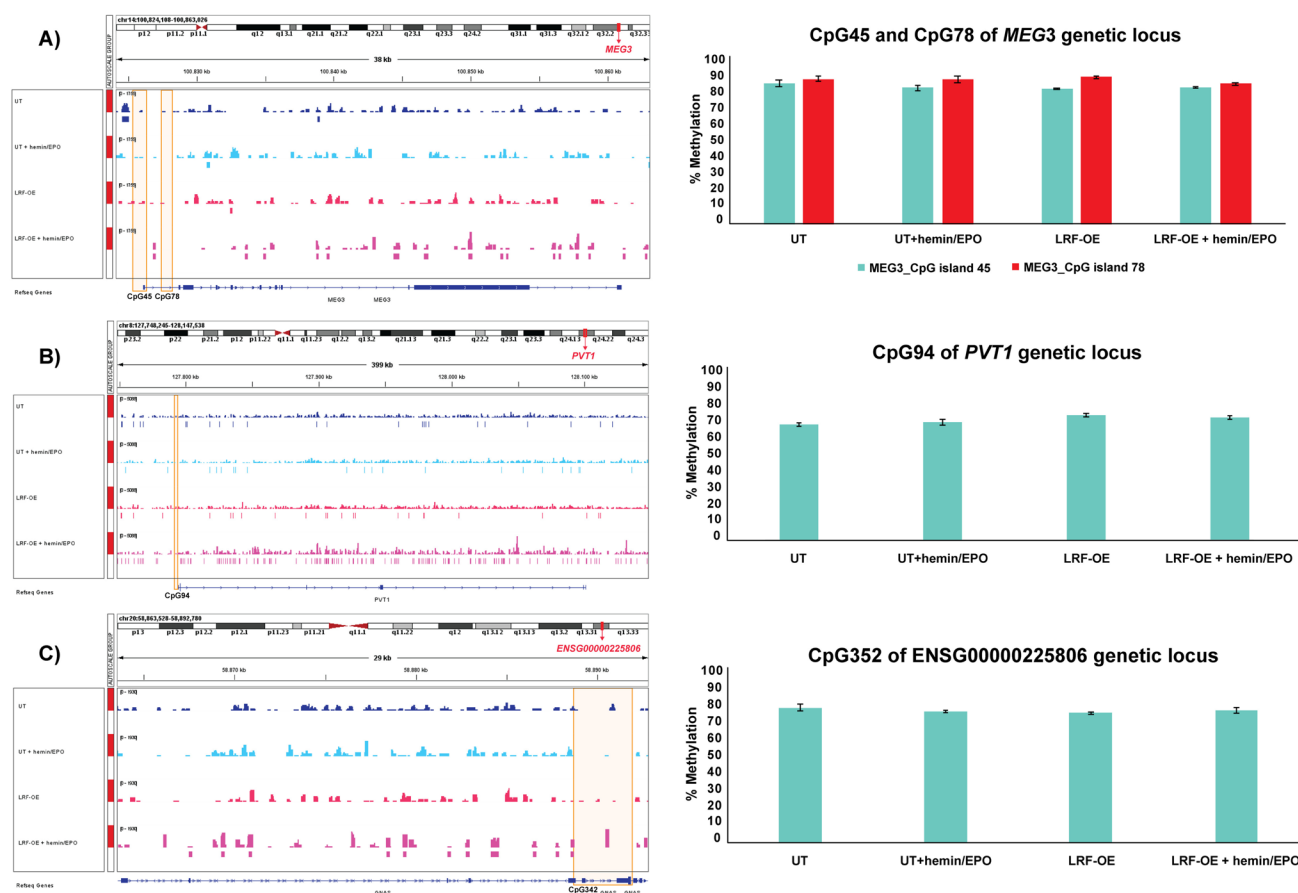 A)
chr14:100,824,108-100,863,026
p12 p11.2 p11.1 q12 q13.1 q21.1 q21.2 q22.1 q23.1 q23.3 q24.2 q31.1 q31.3 q32.12 q32.2 q32.33
MEG3
38 kb
100.830 kb 100.840 kb 100.850 kb 100.860 kb
AUTOSCALE GROUP
UT
UT + hemin/EPO
LRF-OE
LRF-OE + hemin/EPO
Refseq Genes
CpG45 CpG78
MEG3 MEG3
CpG45 and CpG78 of MEG3 genetic locus
% Methylation
90
80
70
60
50
40
30
20
10
0
UT UT+hemin/EPO LRF-OE LRF-OE + hemin/EPO
MEG3_CpG island 45 MEG3_CpG island 78
B)
chr8:127,748,245-128,147,538
p23.2 p22 p21.2 p12 p11.22 q11.1 q11.23 q12.2 q13.2 q21.11 q21.2 q22.1 q22.3 q23.1 q23.3 q24.13 q24.22 q24.3
PVT1
399 kb
127.800 kb 127.900 kb 128.000 kb 128.100 kb
AUTOSCALE GROUP
UT
UT + hemin/EPO
LRF-OE
LRF-OE + hemin/EPO
Refseq Genes
CpG94
PVT1
CpG94 of PVT1 genetic locus
% Methylation
100
90
80
70
60
50
40
30
20
10
0
UT UT+hemin/EPO LRF-OE LRF-OE + hemin/EPO
C)
chr20:58,863,528-58,892,780
p13 p12.3 p12.2 p12.1 p11.23 p11.21 q11.1 q11.22 q12 q13.12 q13.2 q13.31 q13.33
ENSG00000225806
29 kb
58.870 kb 58.880 kb 58.890 kb
AUTOSCALE GROUP
UT
UT + hemin/EPO
LRF-OE
LRF-OE + hemin/EPO
Refseq Genes
CpG342
CpG352 of ENSG00000225806 genetic locus
% Methylation
100
90
80
70
60
50
40
30
20
10
0
UT UT+hemin/EPO LRF-OE LRF-OE + hemin/EPO